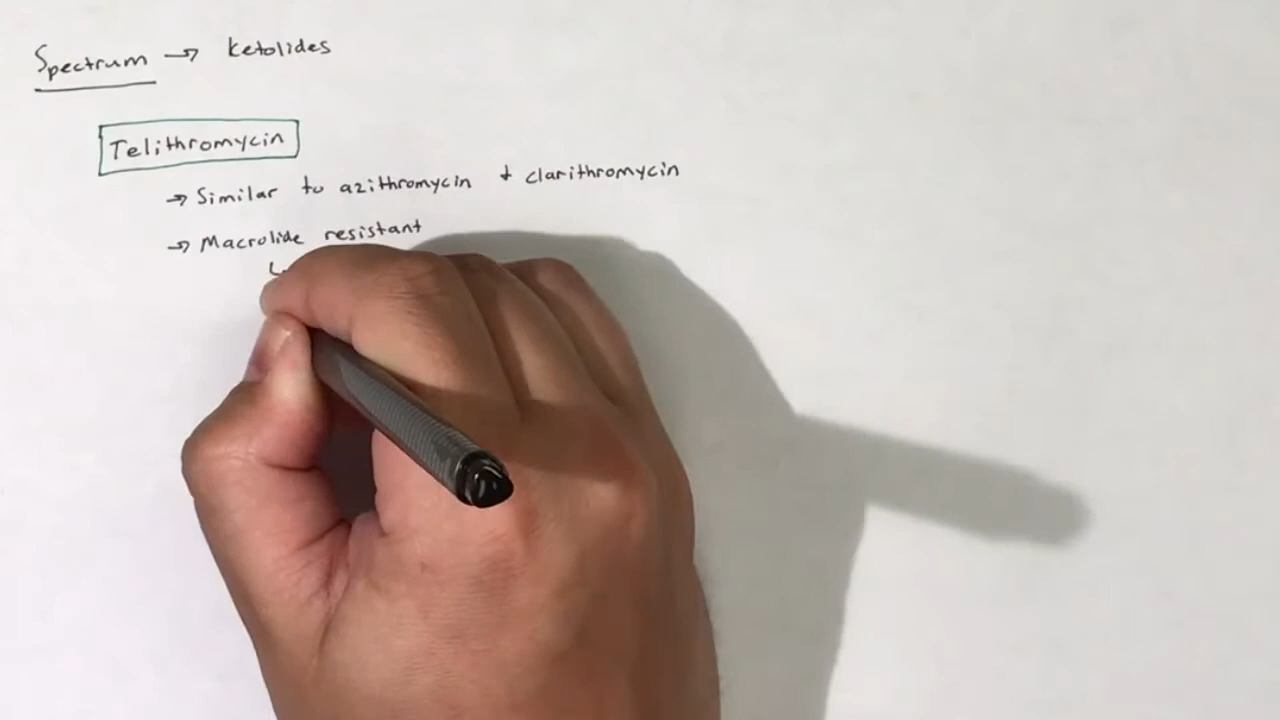 Spectrum → ketolides
Telithromycin
→ Similar to azithromycin + clarithromycin
→ Macrolide resistant